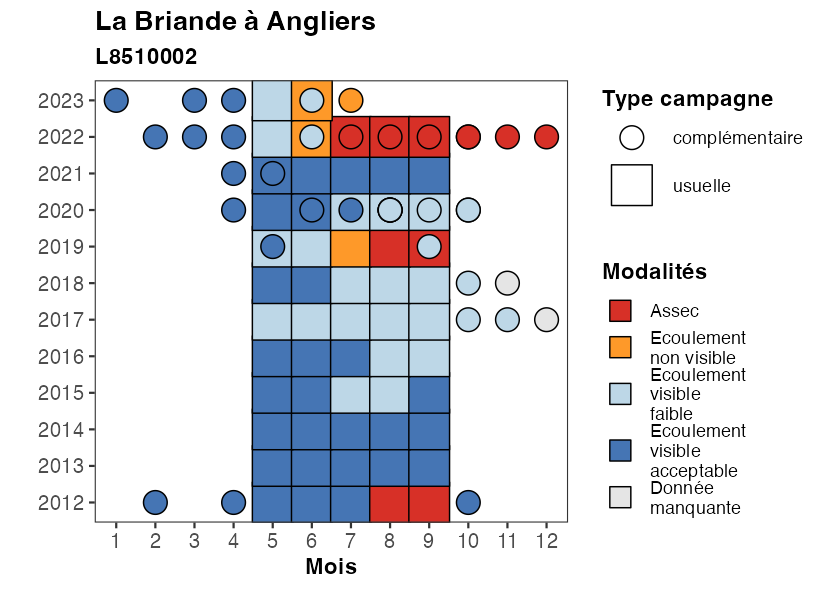 La Briande à Angliers
L8510002
2023
2022
2021
2020
2019
2018
2017
2016
2015
2014
2013
2012
1 2 3 4 5 6 7 8 9 10 11 12
Mois
Type campagne
complémentaire
usuelle
Modalités
Assec
Ecoulement
non visible
Ecoulement
visible
faible
Ecoulement
visible
acceptable
Donnée
manquante